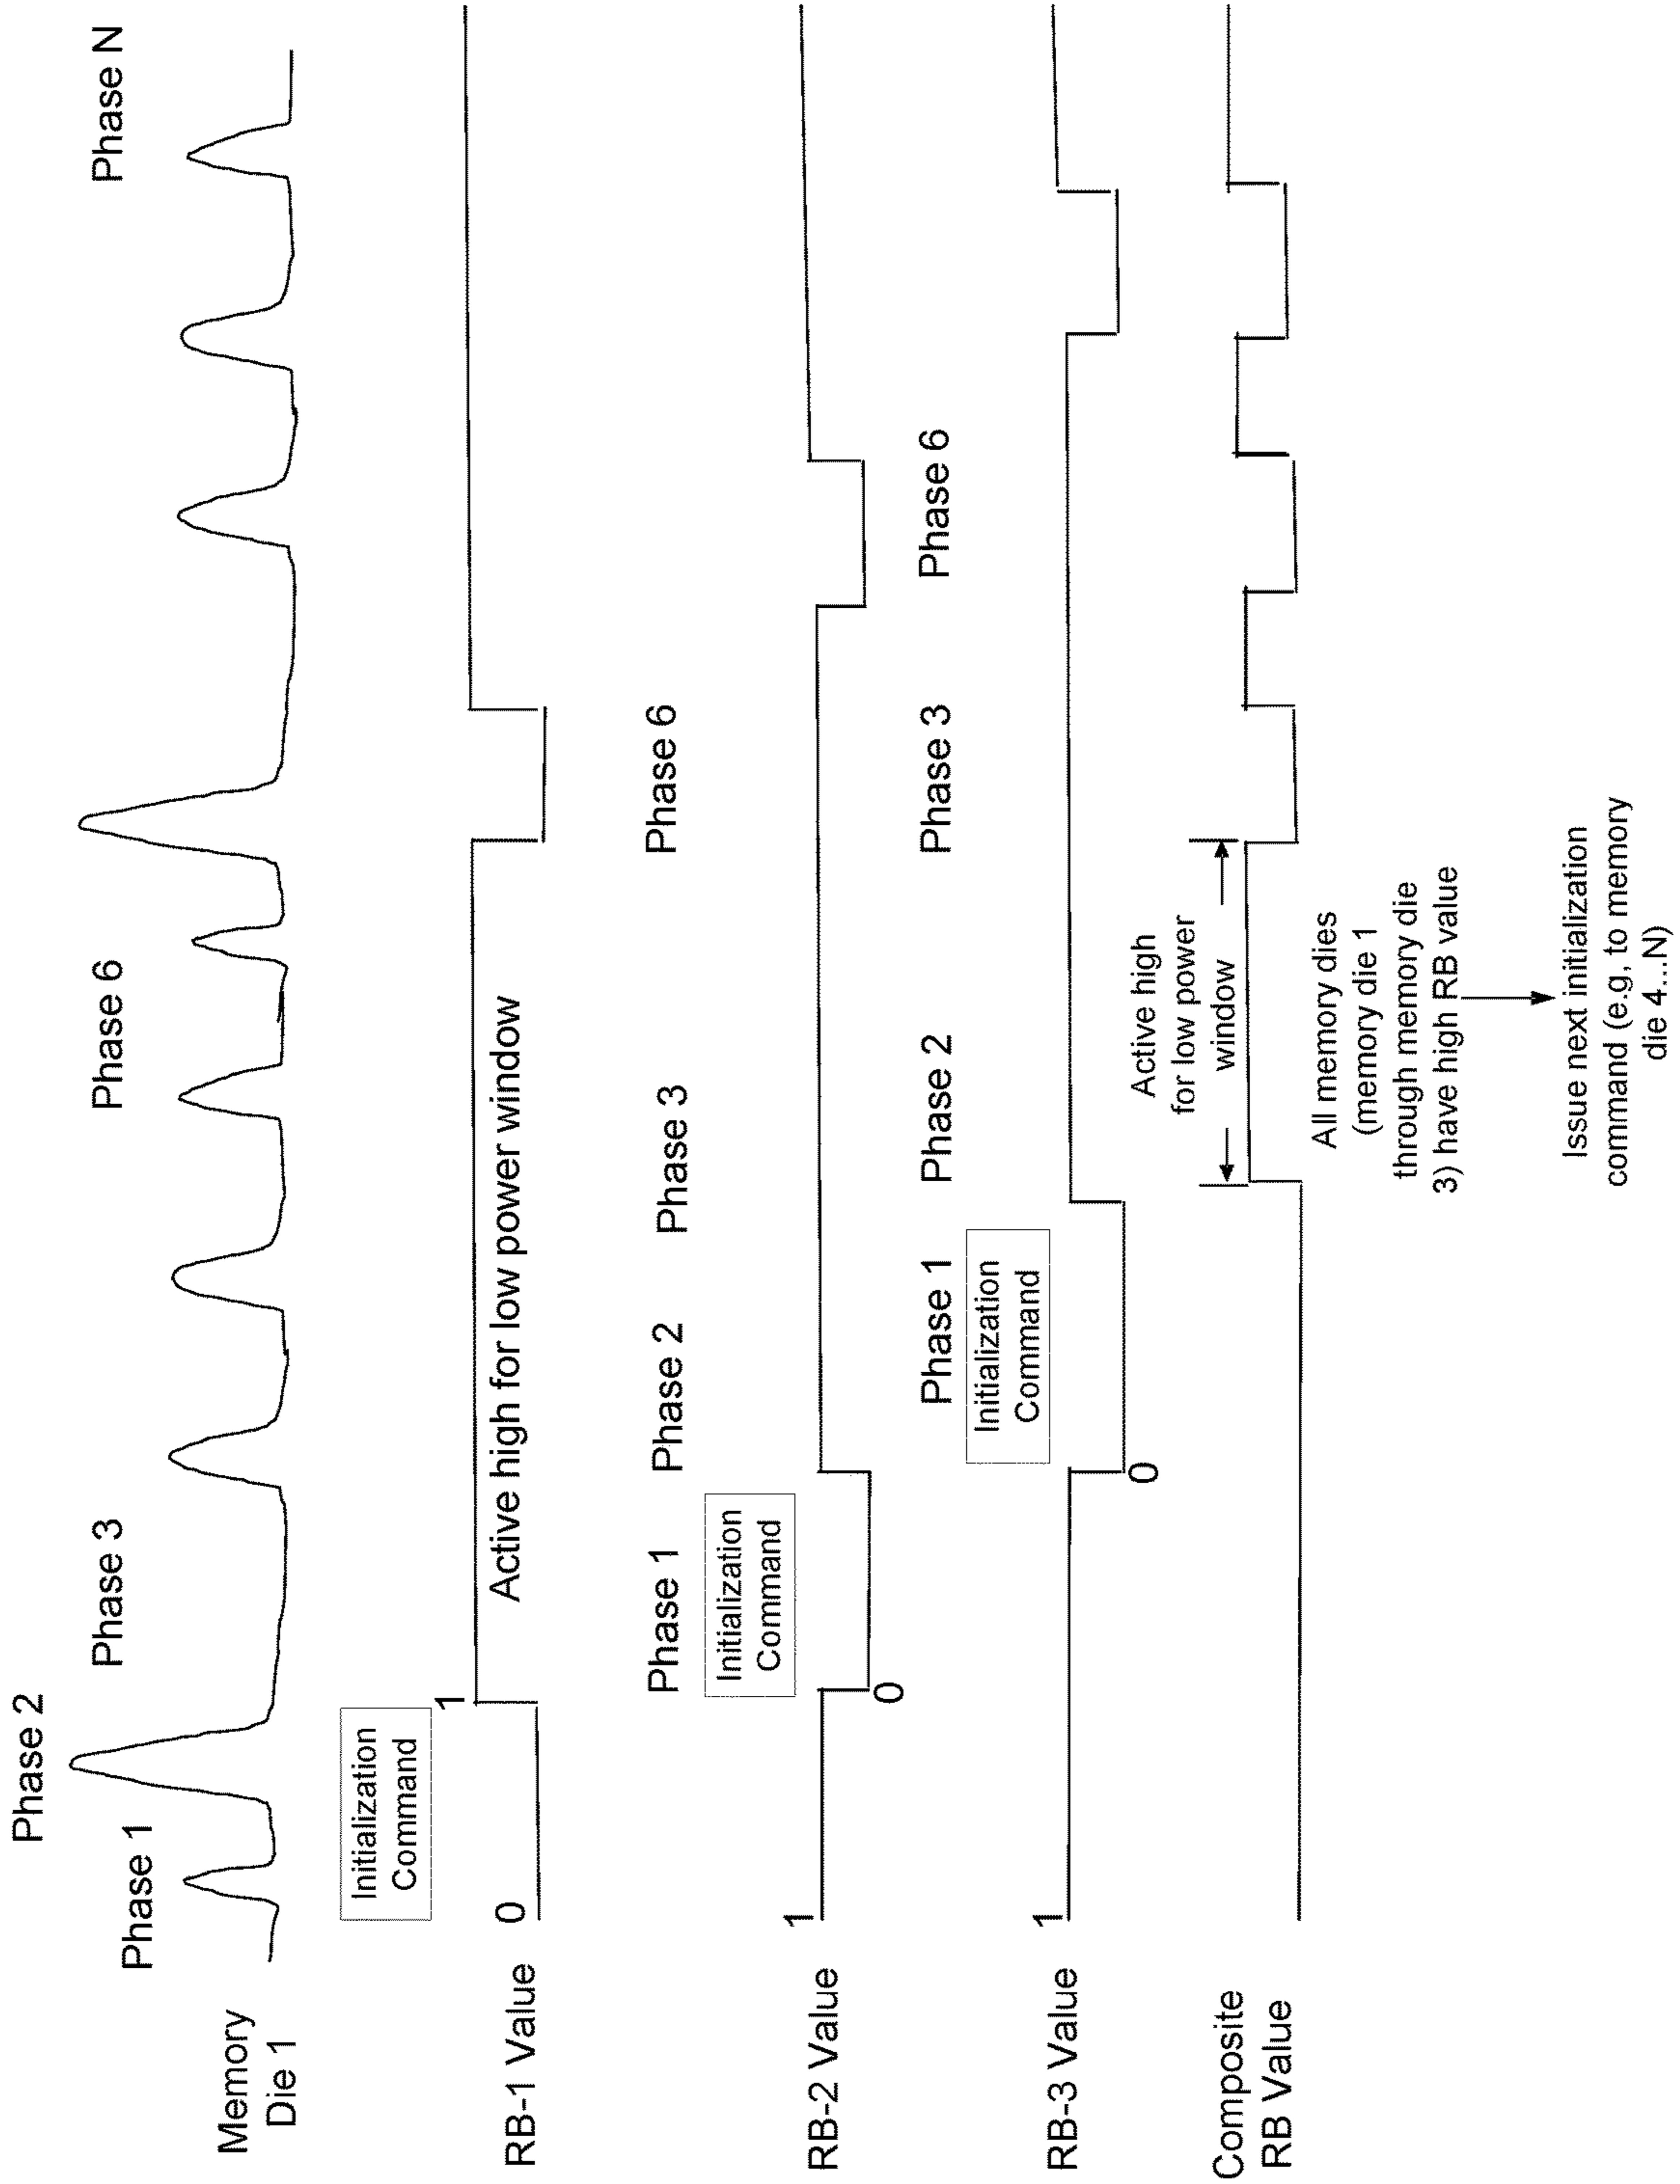 Phase 2
Phase 1
Phase 3
Phase 6
Phase N
Memory
Die 1
Initialization
Command
1
0
RB-1 Value
Active high for low power window
Phase 1
Phase 2
Phase 3
Phase 6
Initialization
Command
1
RB-2 Value
0
Phase 1
Phase 2
Phase 3
Phase 6
Initialization
Command
1
RB-3 Value
0
Active high
for low power
window
Composite
RB Value
All memory dies
(memory die 1
through memory die
3) have high RB value
Issue next initialization
command (e.g, to memory
die 4...N)